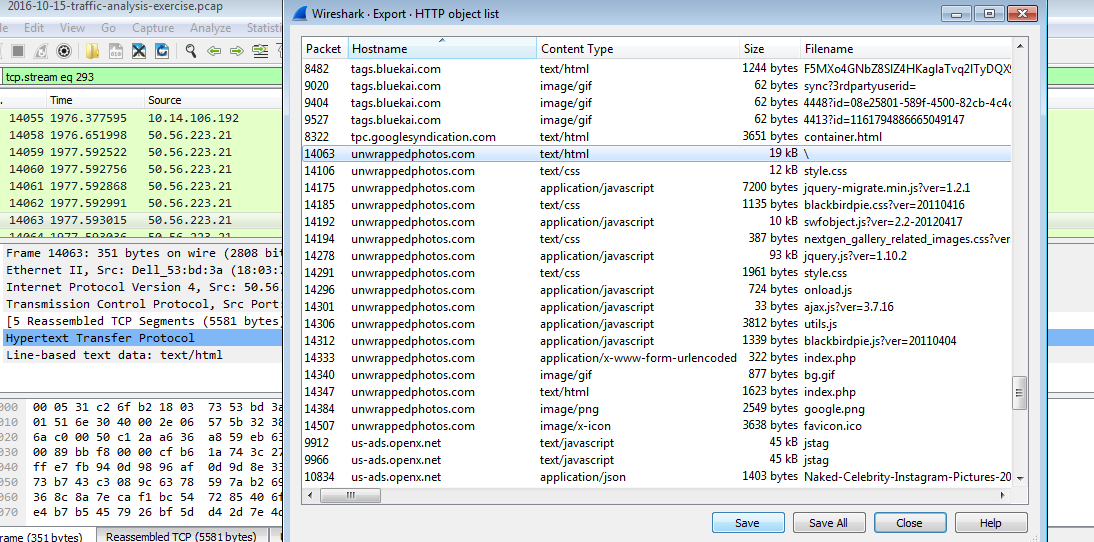 2016-10-15-traffic-analysis-exercise.pcap
Edit View Go Capture Analyze
tcp.stream eq 293
Time Source
14055 1976.377595 10.14.106.192
14058 1976.651998 50.56.223.21
14059 1977.592522 50.56.223.21
14060 1977.592756 50.56.223.21
14061 1977.592868 50.56.223.21
14062 1977.592991 50.56.223.21
14063 1977.593015 50.56.223.21
14064 1977.593036 50.56.223.21
Frame 14063: 351 bytes on wire (2808 bit
Ethernet II, Src: Dell_53:bd:3a (18:03:7
Internet Protocol Version 4, Src: 50.56.
Transmission Control Protocol, Src Port:
[5 Reassembled TCP Segments (5581 bytes)
Hypertext Transfer Protocol
Line-based text data: text/html
000 00 05 31 c2 6f b2 18 03 73 53 bd 3a
010 01 51 6e 30 40 00 2e 06 57 5b 32 38
020 6a c0 00 50 c1 2a a6 36 a8 59 eb 63
030 00 89 bb f8 00 00 cf b6 1a 74 3c 27
040 ff e7 fb 94 0d 98 96 af 0d 9d 8e 33
050 73 b7 43 c3 08 9c 63 78 59 7a b2 69
060 36 8c 8a 7e ca f1 bc 54 72 85 40 6f
070 e4 b7 b5 45 79 26 bf 5d d4 2d 7e 4d
rame (351 bytes) Reassembled TCP (5581 bytes)
Wireshark · Export · HTTP object list
Packet Hostname Content Type Size Filename
8482 tags.bluekai.com text/html 1244 bytes
9020 tags.bluekai.com image/gif 62 bytes sync?3rdpartyuserid=
9404 tags.bluekai.com image/gif 62 bytes 4448?id=08e25801-589f-4500-82cb-4c4c
9527 tags.bluekai.com image/gif 62 bytes 4413?id=1161794886665049147
8322 tpc.googlesyndication.com text/html 3651 bytes container.html
14063 unwrappedphotos.com text/html 19 kB \
14106 unwrappedphotos.com text/css 12 kB style.css
14175 unwrappedphotos.com application/javascript 7200 bytes jquery-migrate.min.js?ver=1.2.1
14185 unwrappedphotos.com text/css 1135 bytes blackbirdpie.css?ver=20110416
14192 unwrappedphotos.com application/javascript 10 kB swfobject.js?ver=2.2-20120417
14194 unwrappedphotos.com text/css 387 bytes nextgen_gallery_related_images.css?ver
14278 unwrappedphotos.com application/javascript 93 kB jquery.js?ver=1.10.2
14291 unwrappedphotos.com text/css 1961 bytes style.css
14296 unwrappedphotos.com application/javascript 724 bytes onload.js
14301 unwrappedphotos.com application/javascript 33 bytes ajax.js?ver=3.7.16
14306 unwrappedphotos.com application/javascript 3812 bytes utils.js
14312 unwrappedphotos.com application/javascript 1339 bytes blackbirdpie.js?ver=20110404
14333 unwrappedphotos.com application/x-www-form-urlencoded 322 bytes index.php
14340 unwrappedphotos.com image/gif 877 bytes bg.gif
14347 unwrappedphotos.com text/html 1623 bytes index.php
14384 unwrappedphotos.com image/png 2549 bytes google.png
14507 unwrappedphotos.com image/x-icon 3638 bytes favicon.ico
9912 us-ads.openx.net text/javascript 45 kB jstag
9966 us-ads.openx.net text/javascript 45 kB jstag
10834 us-ads.openx.net application/json 1403 bytes Naked-Celebrity-Instagram-Pictures-20
Save Save All Close Help